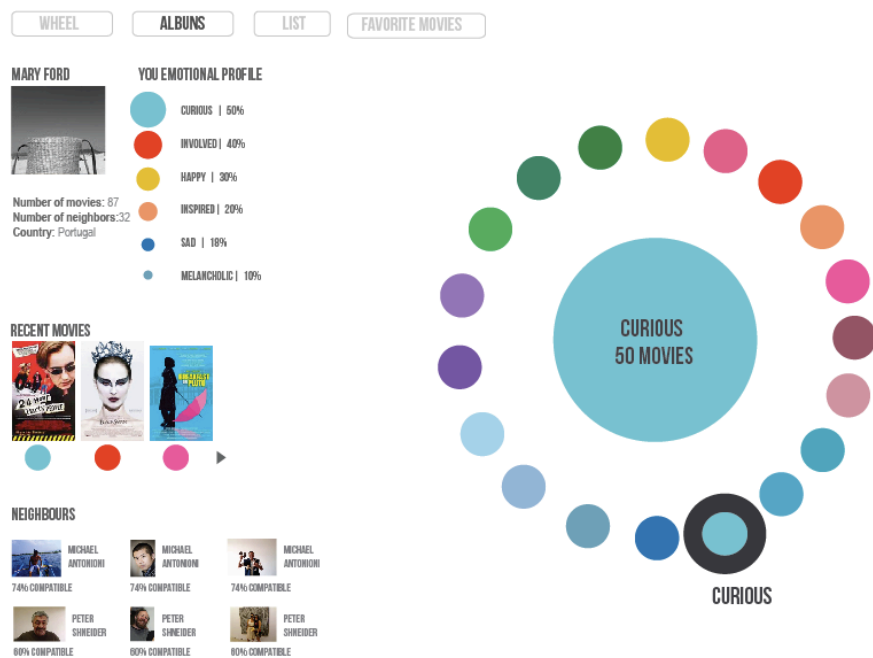 WHEEL
ALBUNS
LIST
FAVORITE MOVIES
MARY FORD
YOU EMOTIONAL PROFILE
CURIOUS | 50%
INVOLVED | 40%
HAPPY | 30%
INSPIRED | 20%
SAD | 18%
MELANCHOLIC | 10%
Number of movies: 87
Number of neighbors:32
Country: Portugal
RECENT MOVIES
BLACK SWAN
CURIOUS
50 MOVIES
NEIGHBOURS
MICHAEL
ANTONIONI
74% COMPATIBLE
MICHAEL
ANTONIONI
74% COMPATIBLE
MICHAEL
ANTONIONI
74% COMPATIBLE
PETER
SHNEIDER
60% COMPATIBLE
PETER
SHNEIDER
60% COMPATIBLE
PETER
SHNEIDER
60% COMPATIBLE
CURIOUS